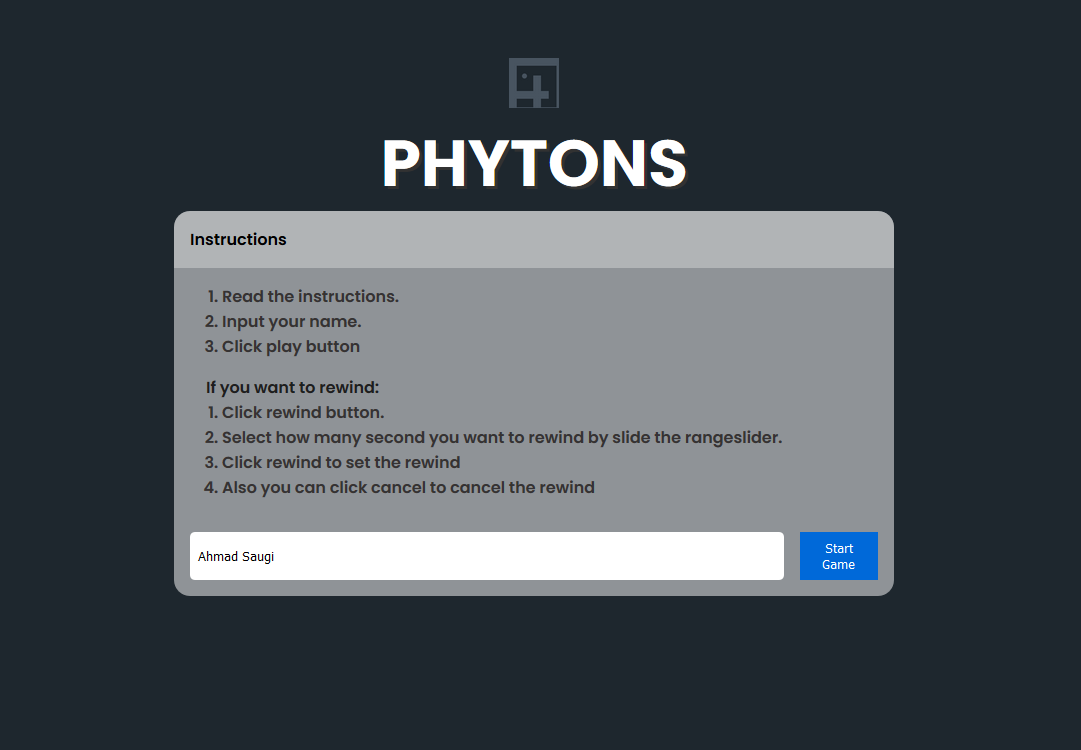 PHYTONS
Instructions
1. Read the instructions.
2. Input your name.
3. Click play button
If you want to rewind:
1. Click rewind button.
2. Select how many second you want to rewind by slide the rangeslider.
3. Click rewind to set the rewind
4. Also you can click cancel to cancel the rewind
Ahmad Saugi
Start
Game